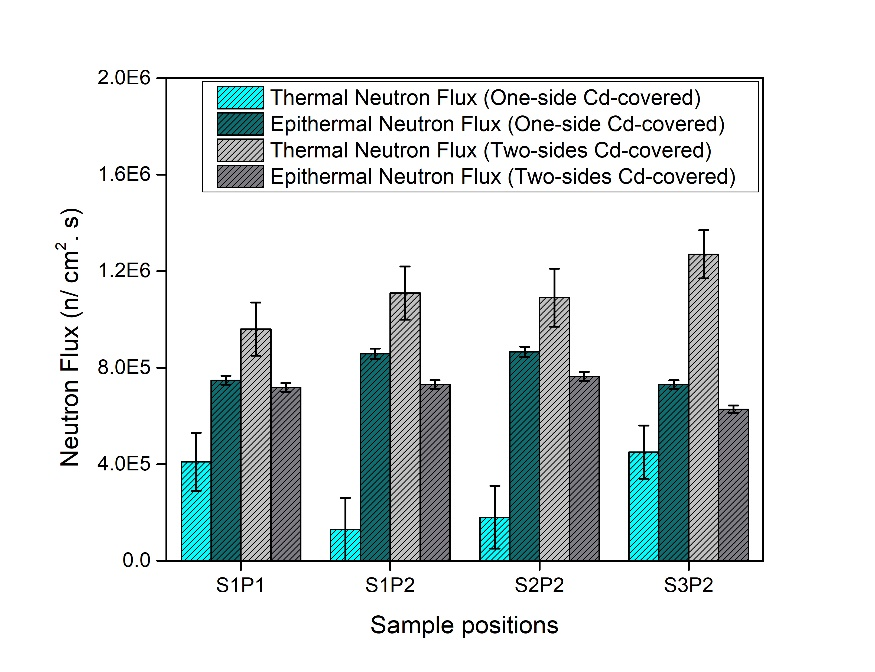 2.0E6
1.6E6
1.2E6
8.0E5
4.0E5
0.0
Neutron Flux (n/ cm². s)
Thermal Neutron Flux (One-side Cd-covered)
Epithermal Neutron Flux (One-side Cd-covered)
Thermal Neutron Flux (Two-sides Cd-covered)
Epithermal Neutron Flux (Two-sides Cd-covered)
S1P1 S1P2 S2P2 S3P2
Sample positions